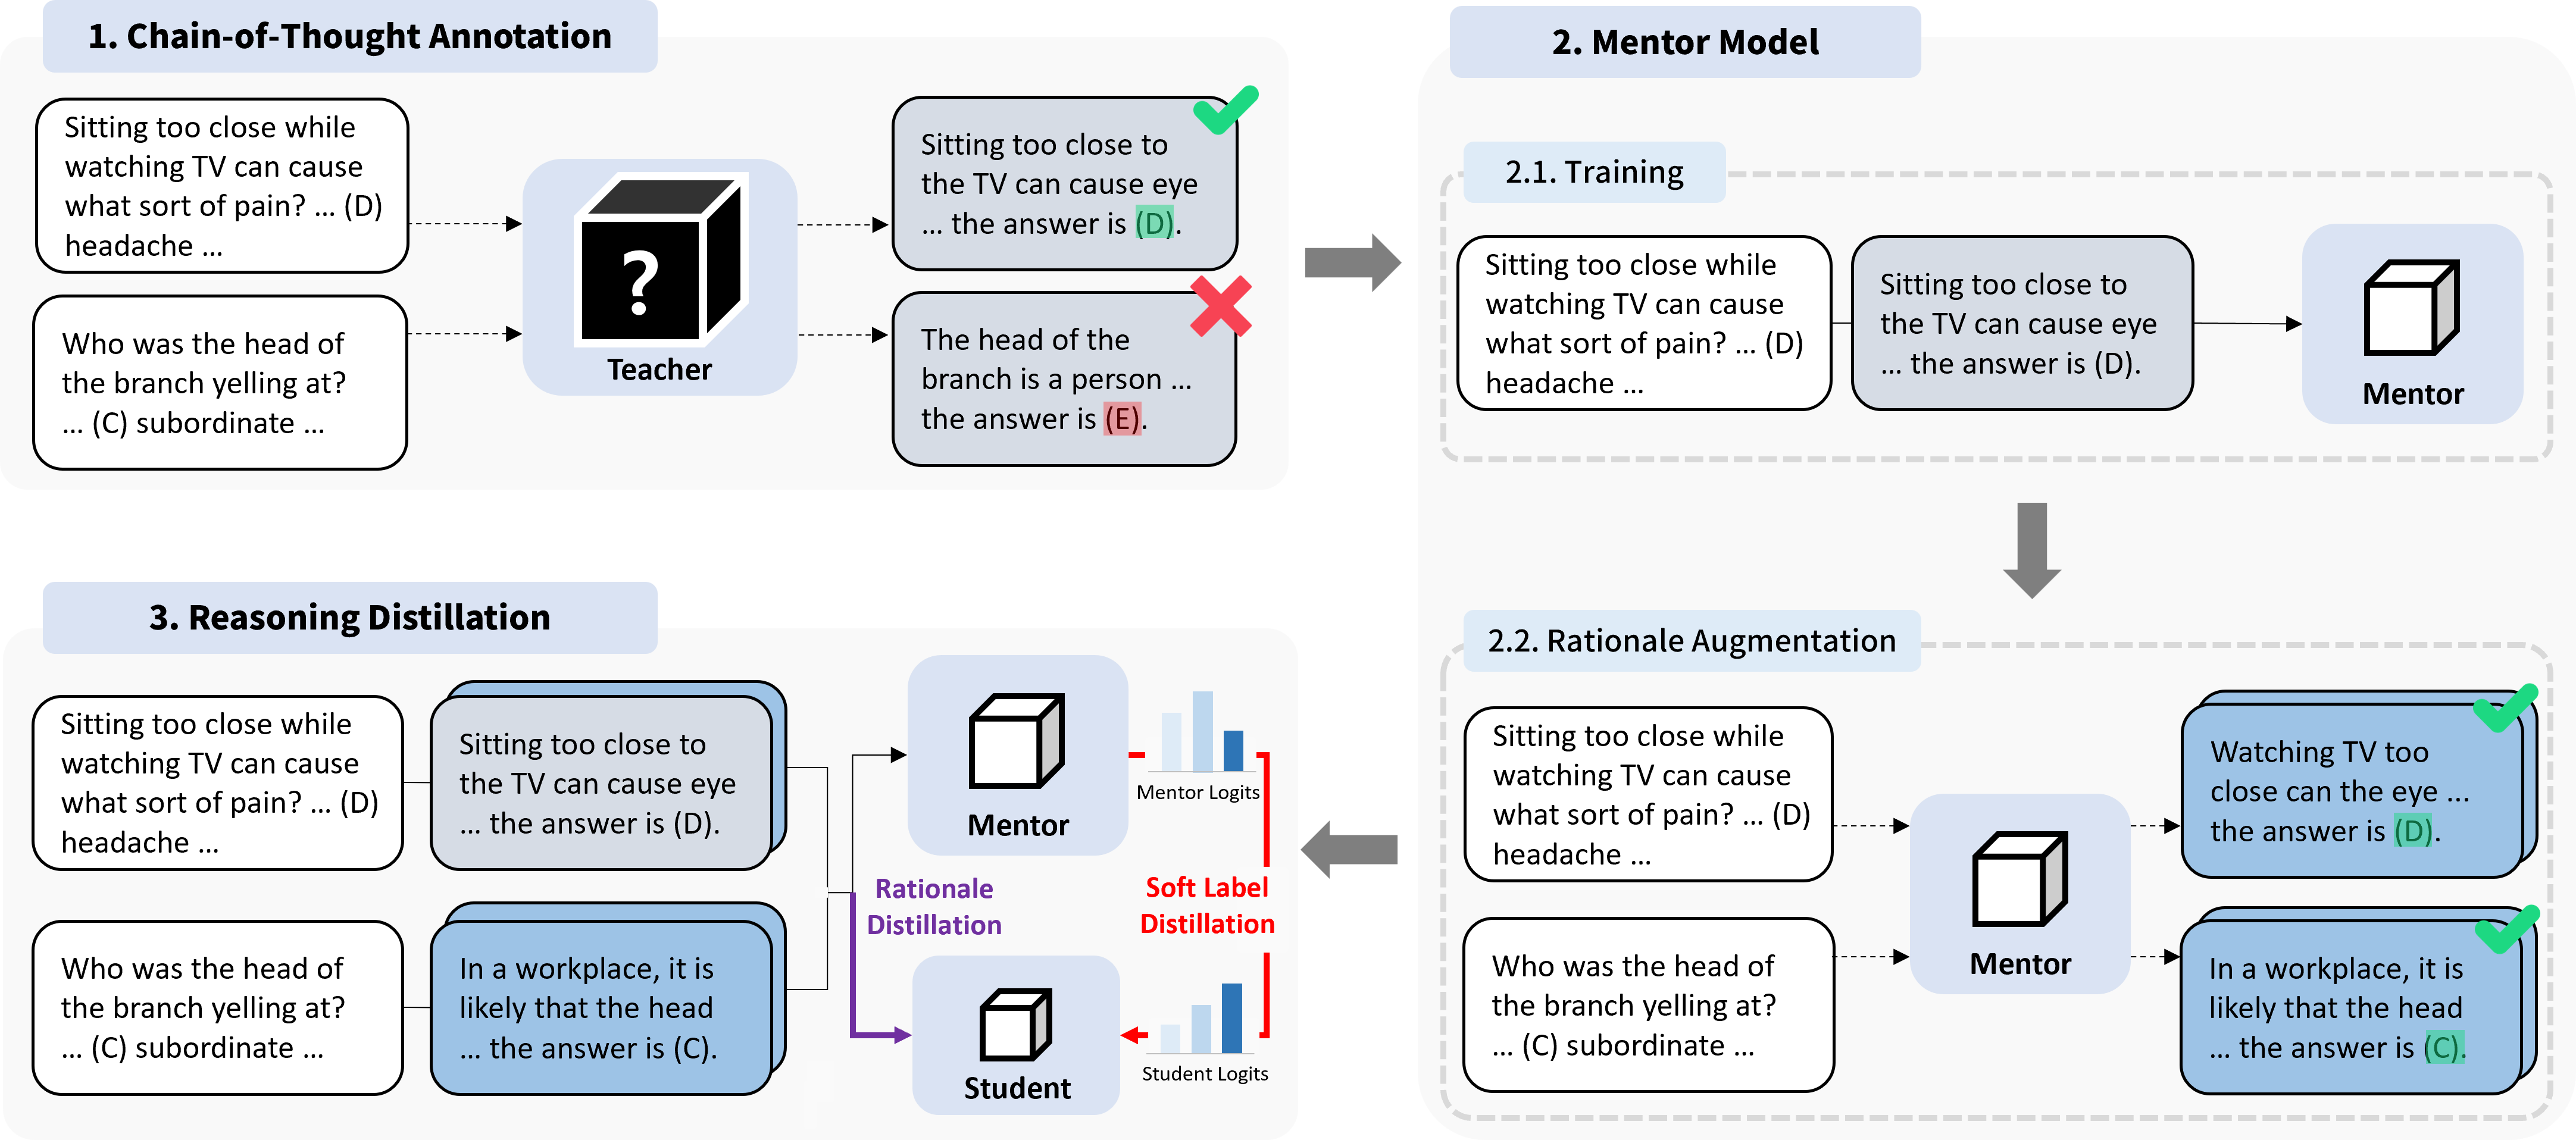 1. Chain-of-Thought Annotation
Sitting too close while
watching TV can cause
what sort of pain? ... (D)
headache ...
Who was the head of
the branch yelling at?
... (C) subordinate ...
?
Teacher
Sitting too close to
the TV can cause eye
... the answer is (D).
The head of the
branch is a person ...
the answer is (E).
2. Mentor Model
2.1. Training
Sitting too close while
watching TV can cause
what sort of pain? ... (D)
headache ...
Sitting too close to
the TV can cause eye
... the answer is (D).
Mentor
2.2. Rationale Augmentation
Sitting too close while
watching TV can cause
what sort of pain? ... (D)
headache ...
Who was the head of
the branch yelling at?
... (C) subordinate ...
Mentor
Watching TV too
close can the eye ...
the answer is (D).
In a workplace, it is
likely that the head
... the answer is (C).
3. Reasoning Distillation
Sitting too close while
watching TV can cause
what sort of pain? ... (D)
headache ...
Sitting too close to
the TV can cause eye
... the answer is (D).
Who was the head of
the branch yelling at?
... (C) subordinate ...
In a workplace, it is
likely that the head
... the answer is (C).
Mentor
Mentor Logits
Rationale
Distillation
Soft Label
Distillation
Student
Student Logits